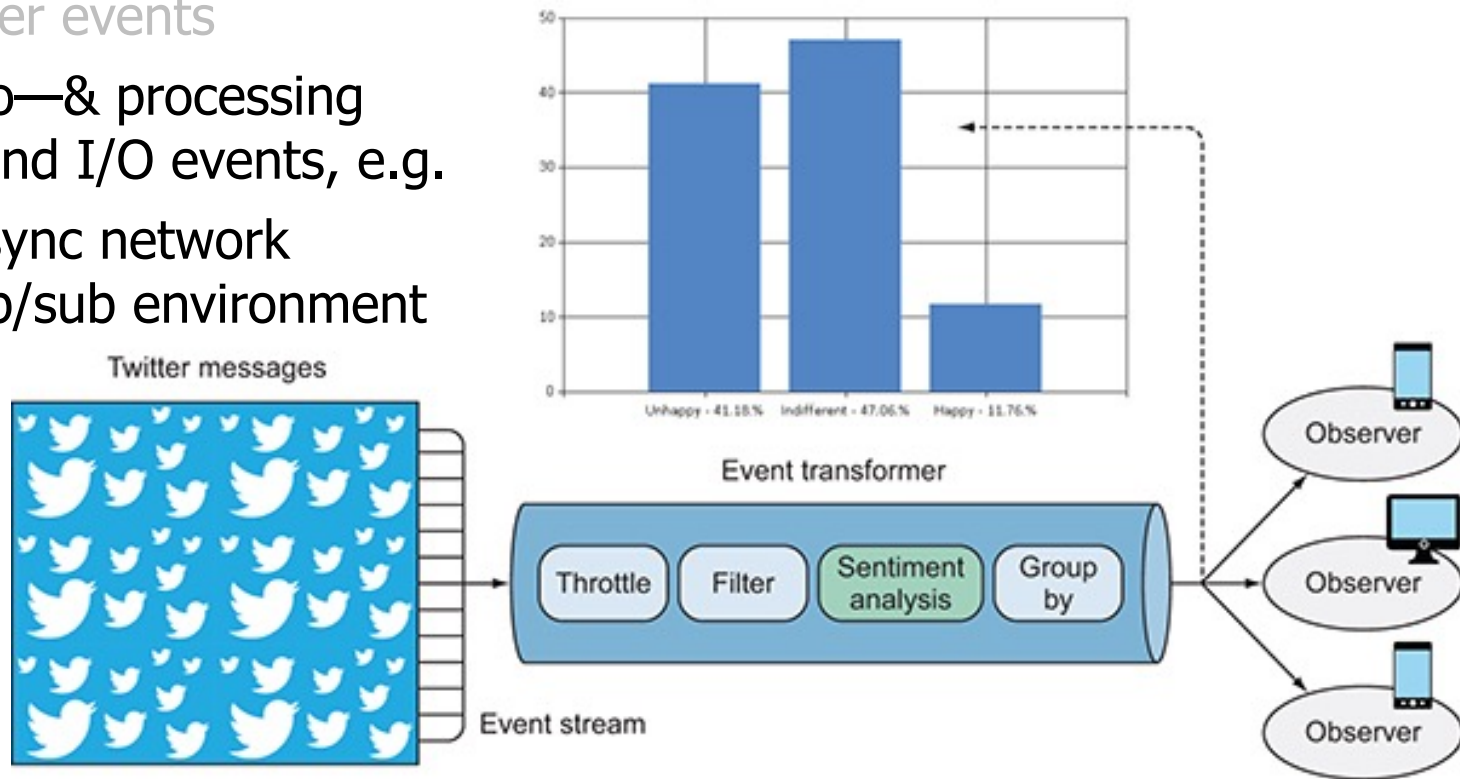 er events
o—& processing
nd I/O events, e.g.
sync network
o/sub environment
50
40
30
20
10
0
Unhappy - 41.18.%
Indifferent - 47.06.%
Happy - 11.76.%
Twitter messages
Event transformer
Throttle
Filter
Sentiment
analysis
Group
by
Event stream
Observer
Observer
Observer